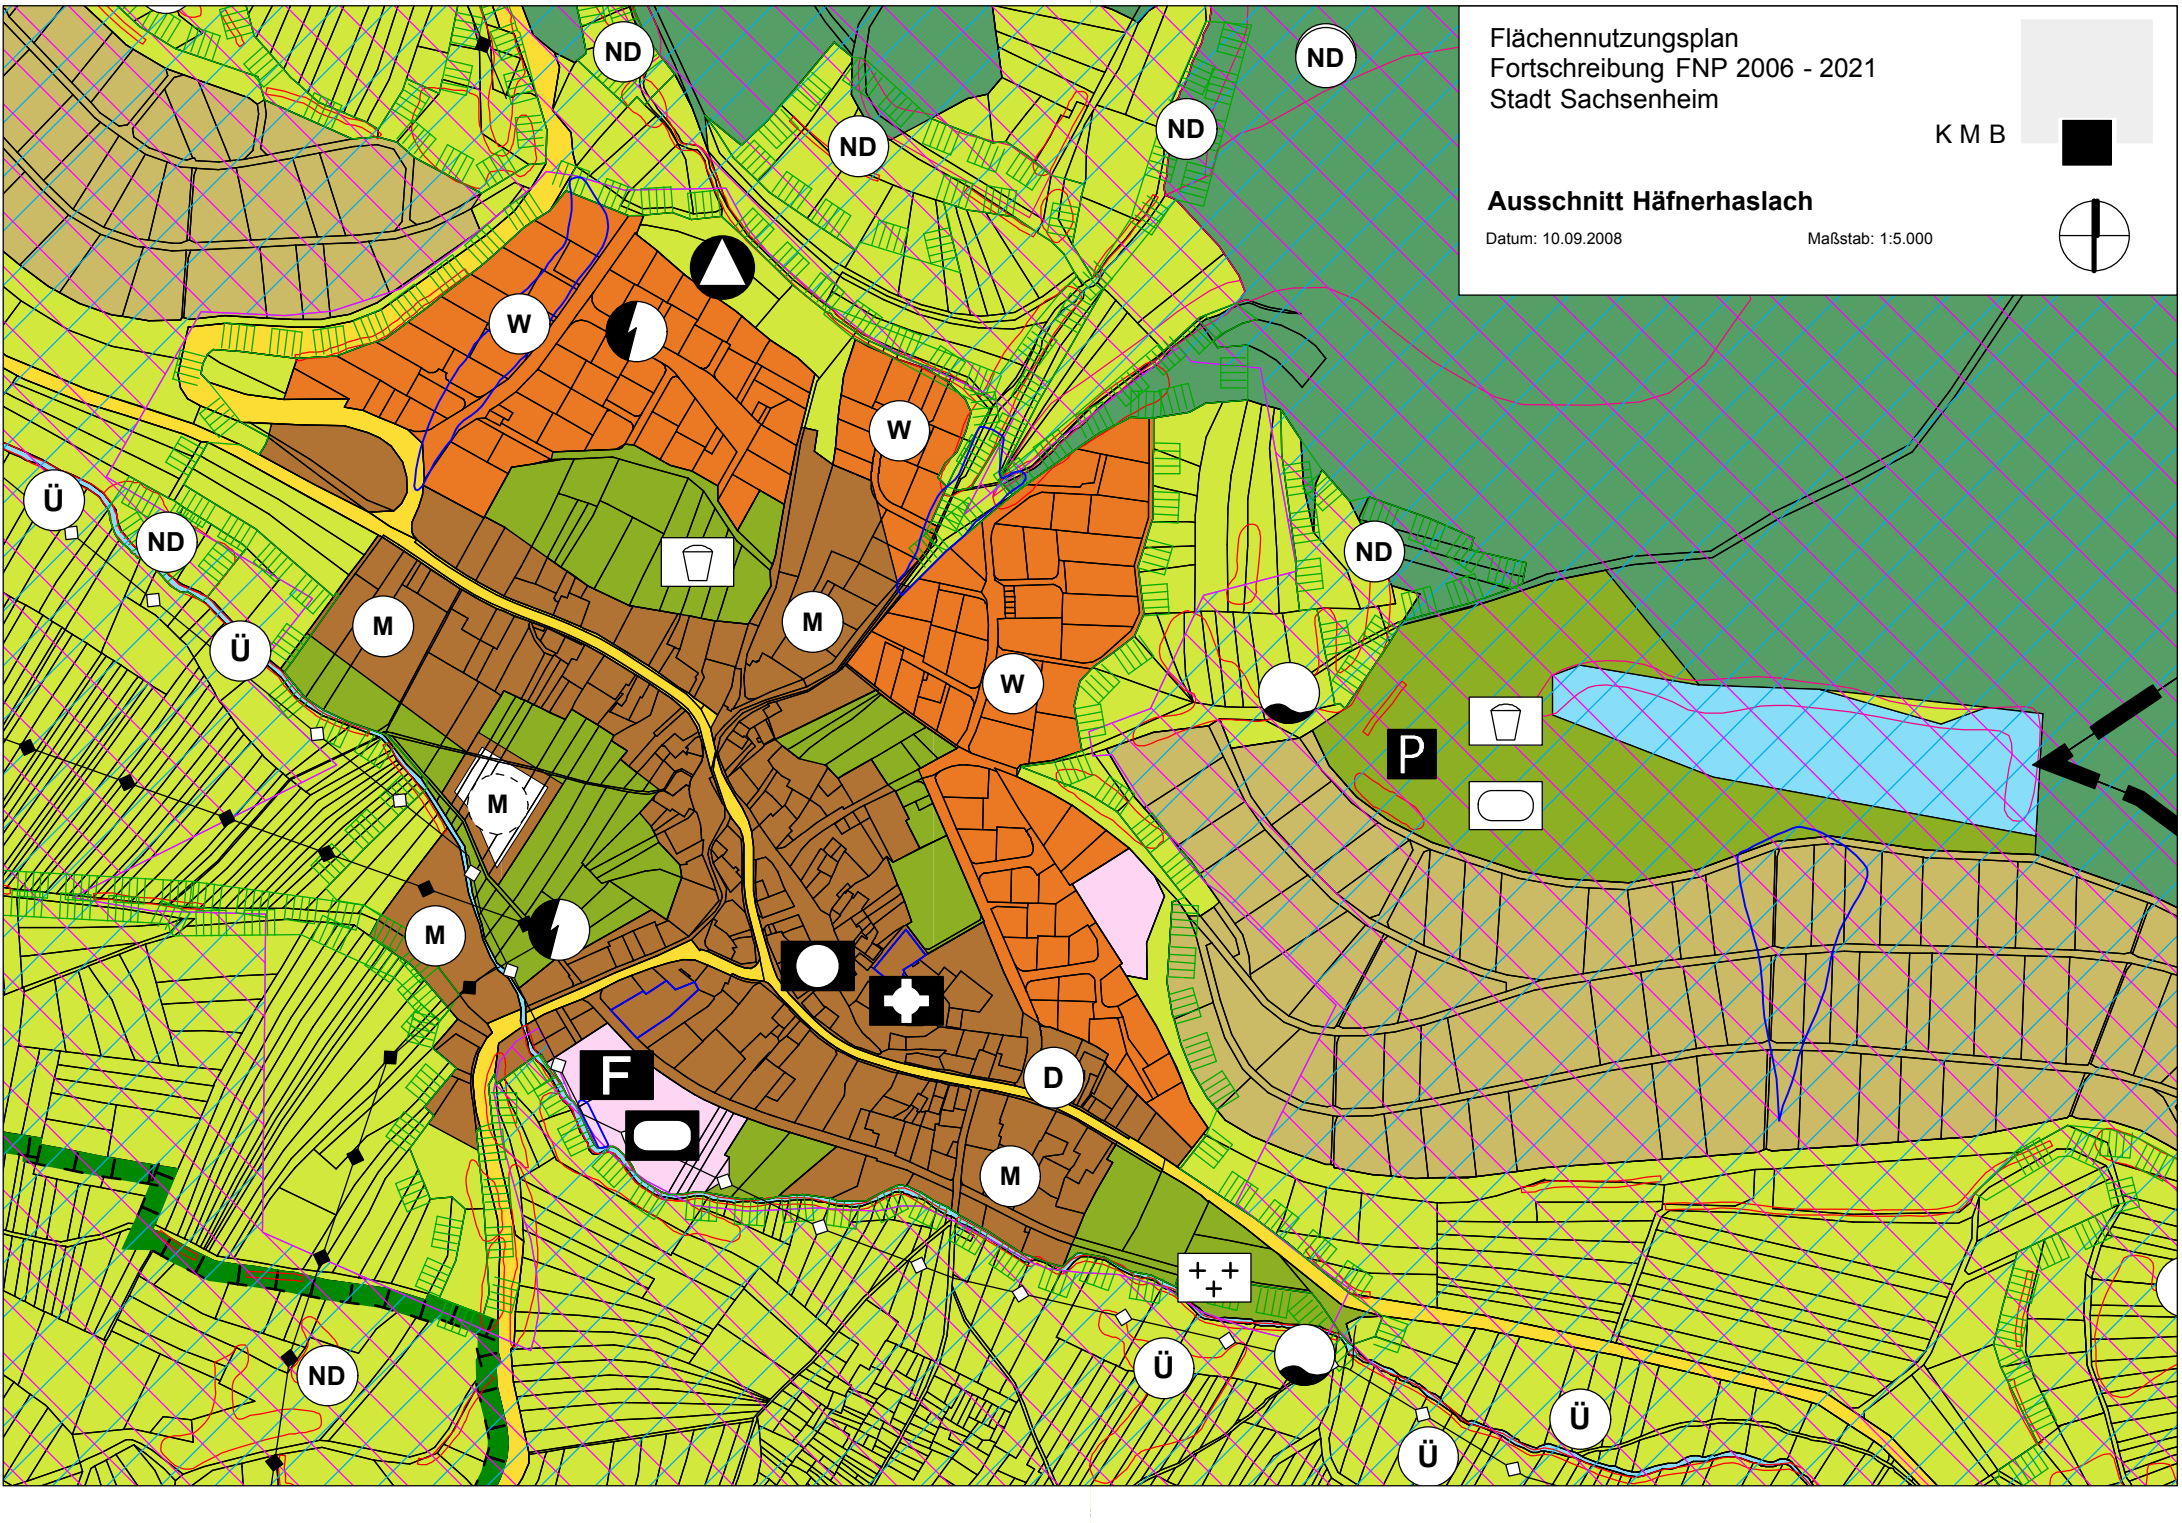 Flächennutzungsplan
Fortschreibung FNP 2006 - 2021
Stadt Sachsenheim
K M B
Ausschnitt Häfnerhaslach
Datum: 10.09.2008 Maßstab: 1:5.000
ND
ND
ND
ND
W
W
Ü
ND
ND
M
M
Ü
W
P
M
M
F
D
M
Ü
ND
Ü
Ü